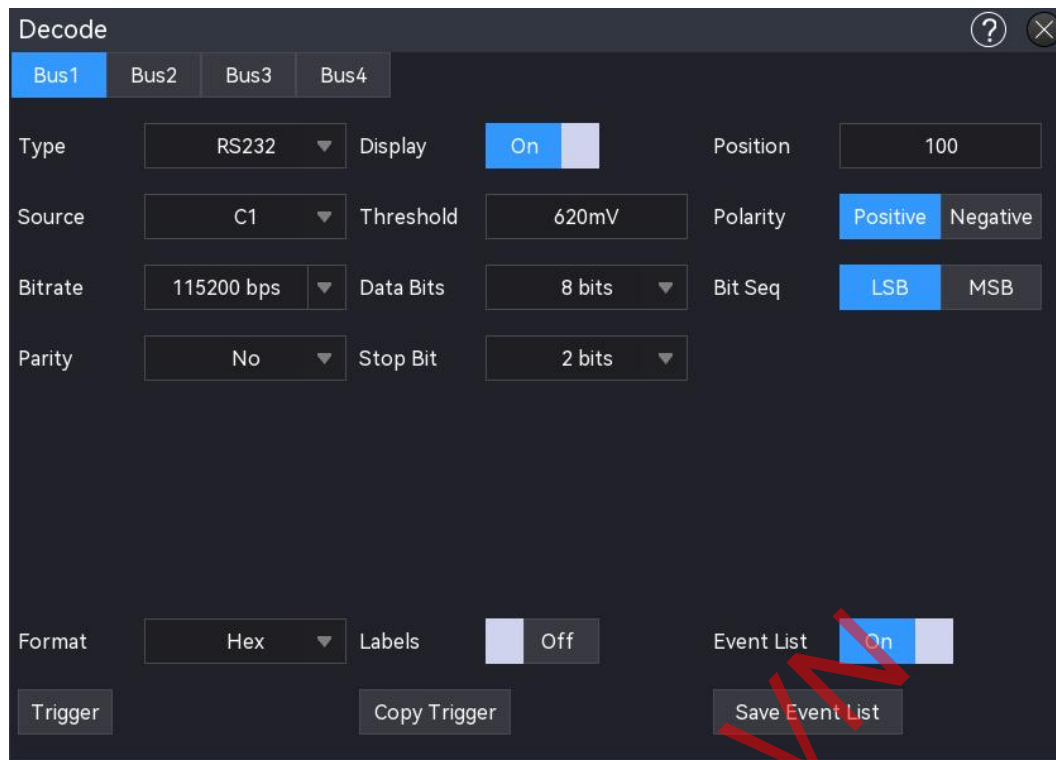 Decode ?
Bus1 Bus2 Bus3 Bus4
Type RS232 Display On Position 100
Source C1 Threshold 620mV Polarity Positive Negative
Bitrate 115200 bps Data Bits 8 bits Bit Seq LSB MSB
Parity No Stop Bit 2 bits
Format Hex Labels Off Event List On
Trigger Copy Trigger Save Event List
VN